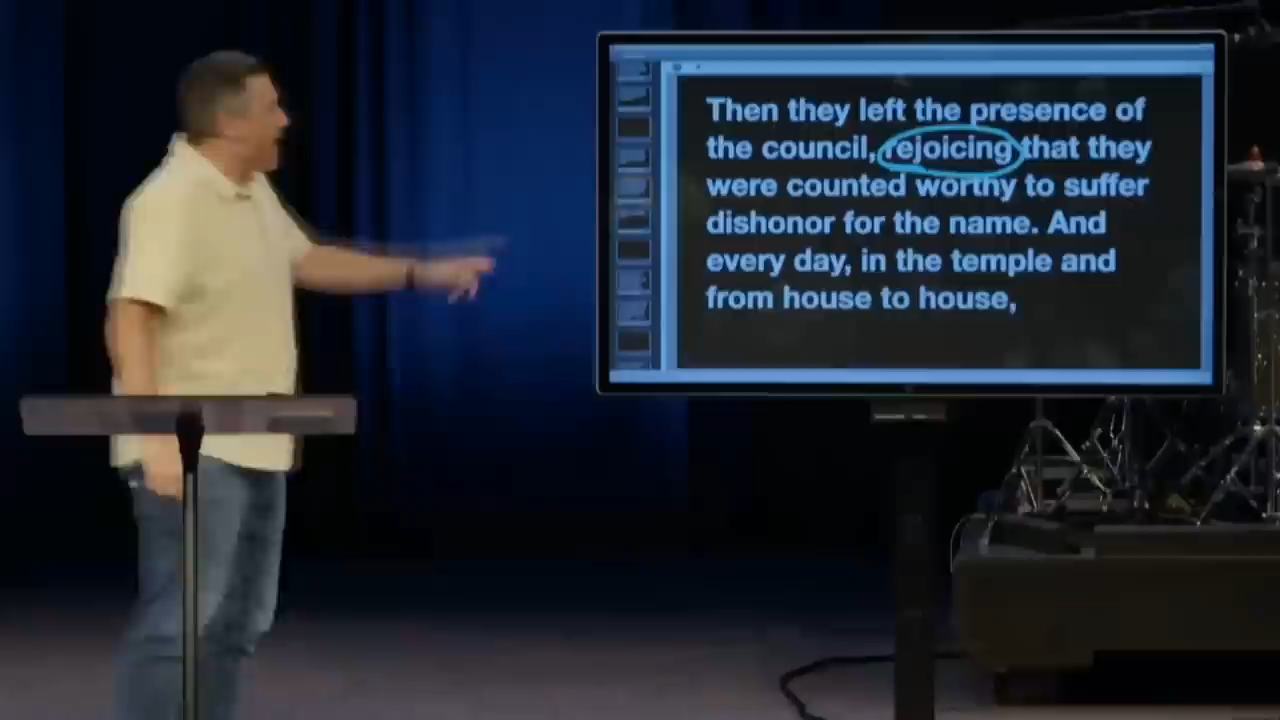 Then they left the presence of
the council, rejoicing that they
were counted worthy to suffer
dishonor for the name. And
every day, in the temple and
from house to house,